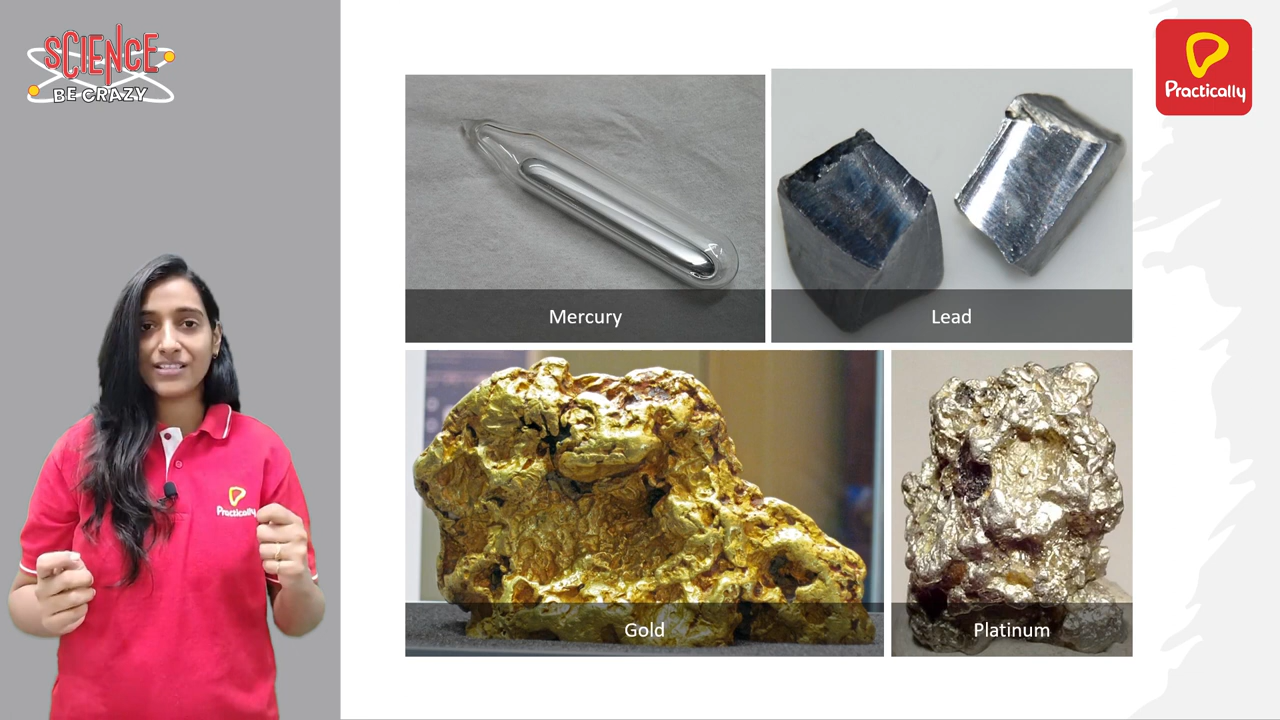 SCIENCE
BE CRAZY
Practically
Mercury
Lead
Practically
Gold
Platinum